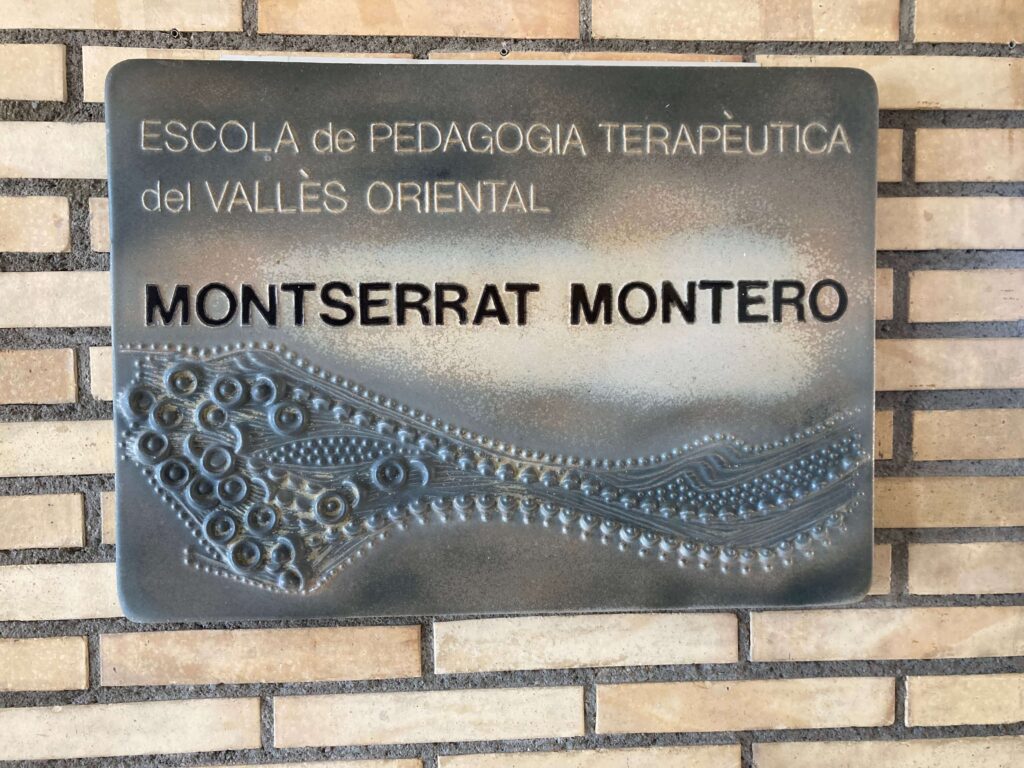 ESCOLA de PEDAGOGIA TERAPÈUTICA
del VALLÈS ORIENTAL
MONTSERRAT MONTERO